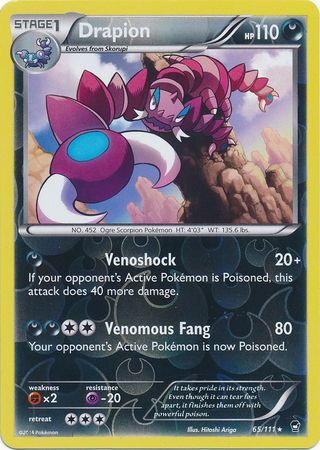 STAGE1
Drapion
HP110
Evolves from Skorupi
NO. 452 Ogre Scorpion Pokémon HT: 4'03" WT: 135.6 lbs.
Venoshock 20+
If your opponent's Active Pokémon is Poisoned, this
attack does 40 more damage.
Venomous Fang 80
Your opponent's Active Pokémon is now Poisoned.
weakness resistance
×2 -20
retreat
It takes pride in its strength.
Even though it can tear foes
apart, it finishes them off with
powerful poison.
©2014 Pokémon
Illus. Hitoshi Ariga
65/111 ★